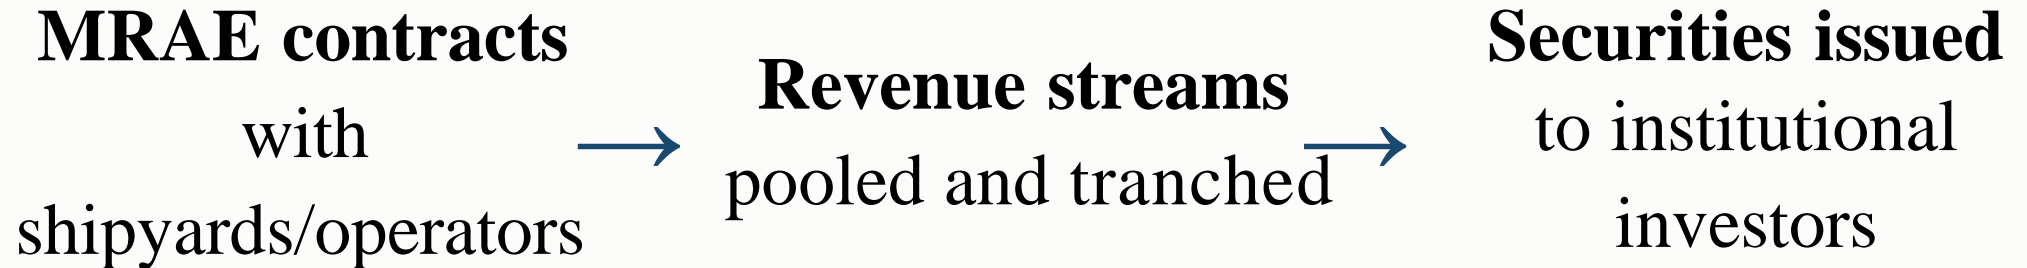 MRAE contracts
with
shipyards/operators
Revenue streams
pooled and tranched
Securities issued
to institutional
investors